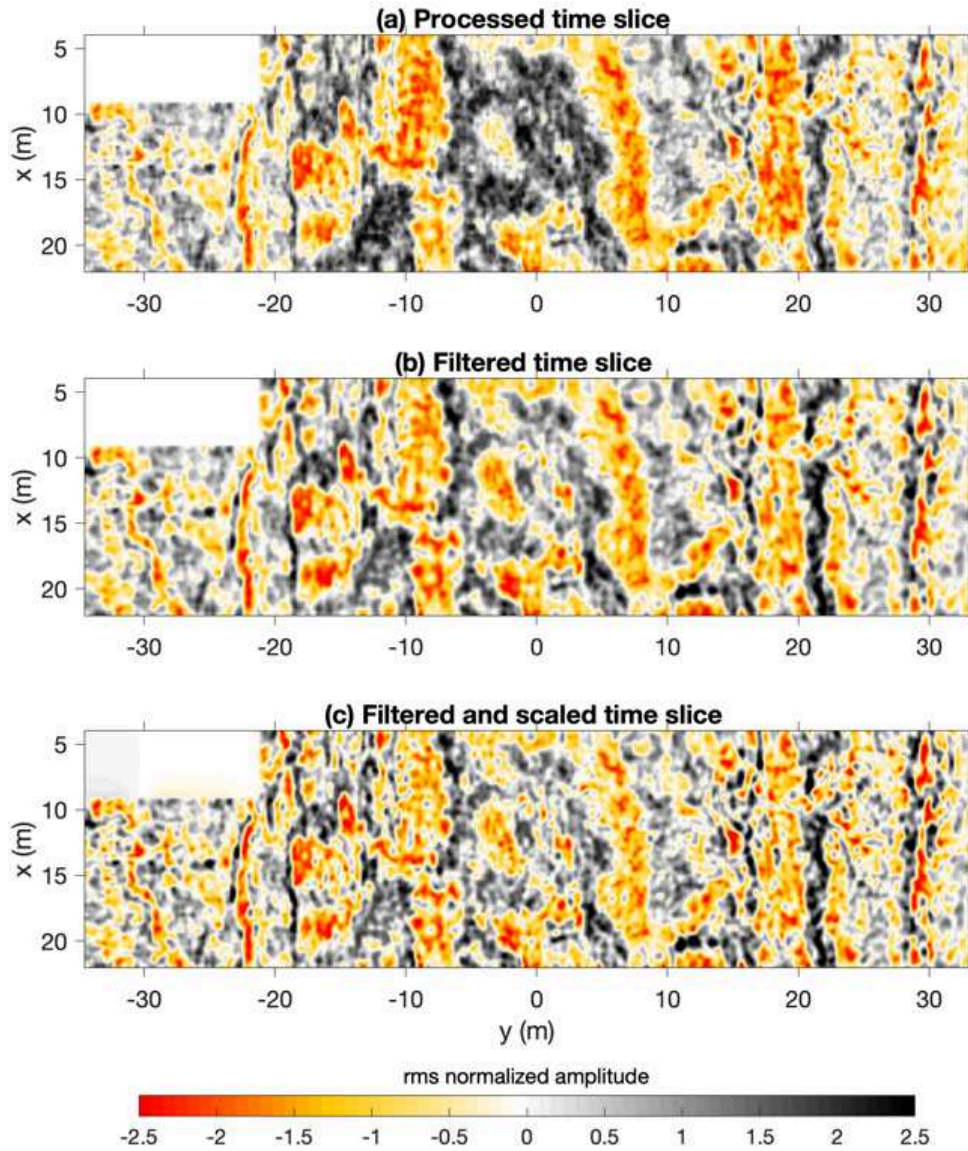 (a) Processed time slice
5
10
15
20
x (m)
-30 -20 -10 0 10 20 30
(b) Filtered time slice
5
10
15
20
x (m)
-30 -20 -10 0 10 20 30
(c) Filtered and scaled time slice
5
10
15
20
x (m)
-30 -20 -10 0 10 20 30
y (m)
rms normalized amplitude
-2.5 -2 -1.5 -1 -0.5 0 0.5 1 1.5 2 2.5